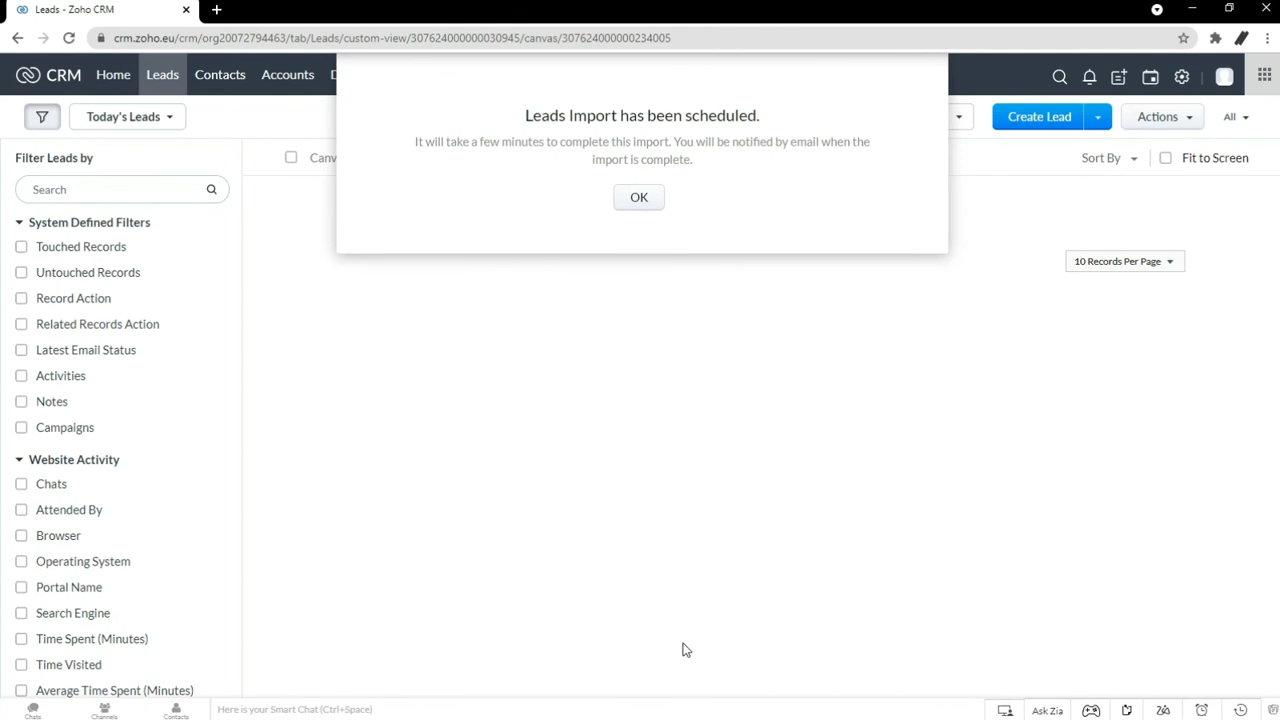 Leads - Zoho CRM
crm.zoho.eu/crm/org20072794463/tab/Leads/custom-view/307624000000030945/canvas/307624000000234005
CRM Home Leads Contacts Accounts D
Today's Leads
Create Lead
Actions
All
Leads Import has been scheduled.
It will take a few minutes to complete this import. You will be notified by email when the
import is complete.
OK
Canv
Sort By
Fit to Screen
10 Records Per Page
Filter Leads by
Search
System Defined Filters
Touched Records
Untouched Records
Record Action
Related Records Action
Latest Email Status
Activities
Notes
Campaigns
Website Activity
Chats
Attended By
Browser
Operating System
Portal Name
Search Engine
Time Spent (Minutes)
Time Visited
Average Time Spent (Minutes)
Chats
Channels
Contacts
Here is your Smart Chat (Ctrl+Space)
Ask Zia